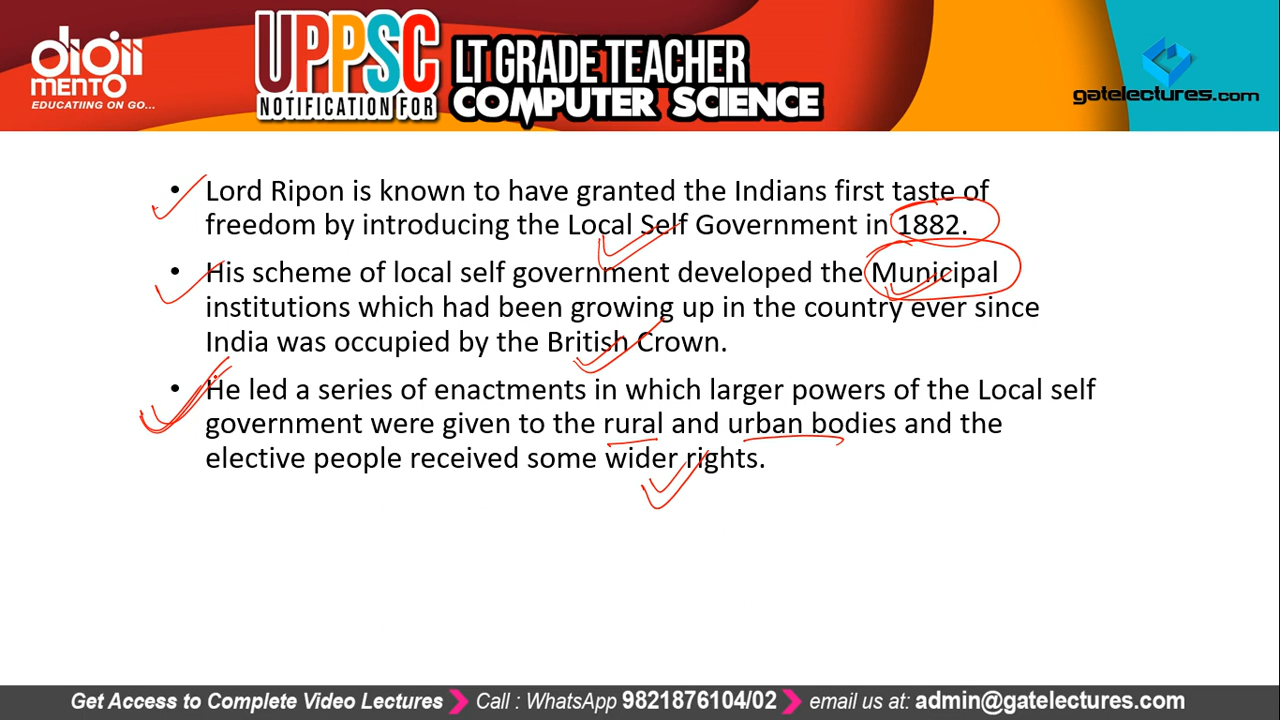 digii
MENTO
EDUCATIING ON GO...
UPPSC
NOTIFICATION FOR
LT GRADE TEACHER
COMPUTER SCIENCE
gatelectures.com
• Lord Ripon is known to have granted the Indians first taste of
freedom by introducing the Local Self Government in 1882.
• His scheme of local self government developed the Municipal
institutions which had been growing up in the country ever since
India was occupied by the British Crown.
• He led a series of enactments in which larger powers of the Local self
government were given to the rural and urban bodies and the
elective people received some wider rights.
Get Access to Complete Video Lectures Call : WhatsApp 9821876104/02 email us at: admin@gatelectures.com